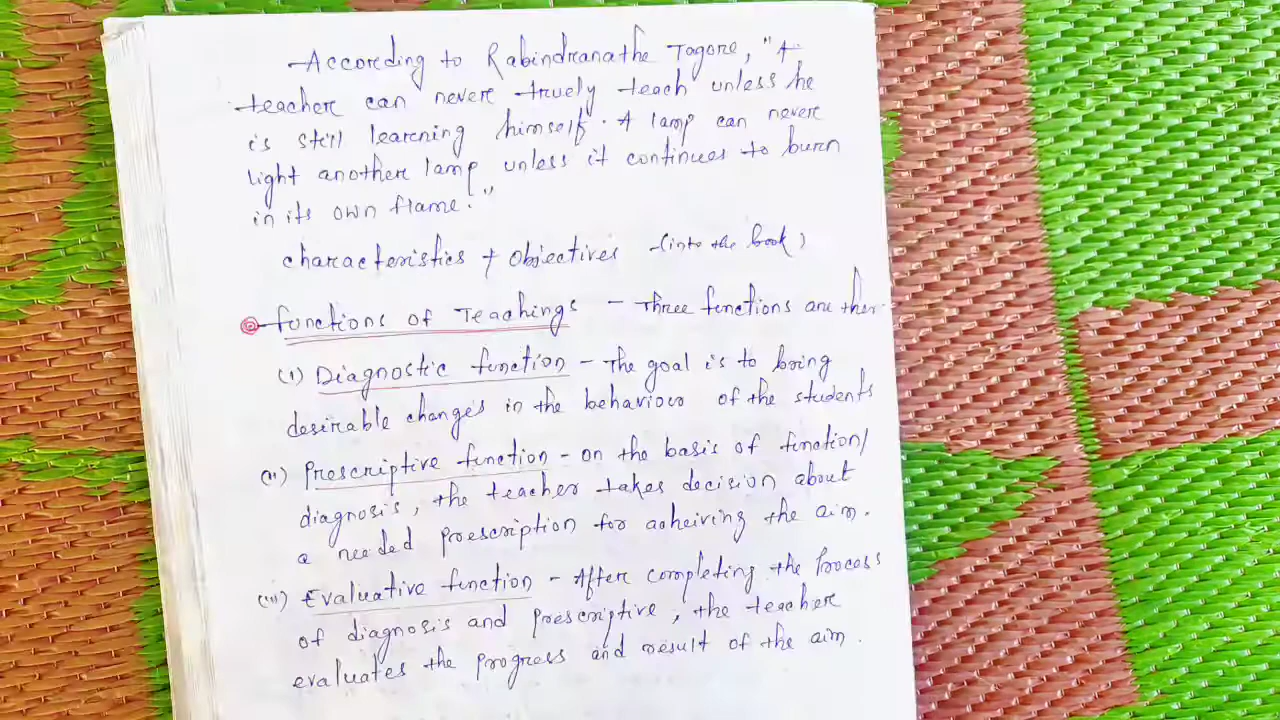 According to Rabindranathe Tagore, "A
teacher can never truely teach unless he
is still learning himself. A lamp can never
light another lamp unless it continues to burn
in its own flame."
characteristics + Objectives - (into the book)
functions of Teachings - Three functions are ther
(i) Diagnostic function - The goal is to bring
desirable changes in the behaviour of the students
(ii) Prescriptive function - on the basis of function/
diagnosis, the teacher takes decision about
a needed prescription for acheiving the aim.
(iii) Evaluative function - After completing the process
of diagnosis and prescriptive, the teacher
evaluates the progress and result of the aim.